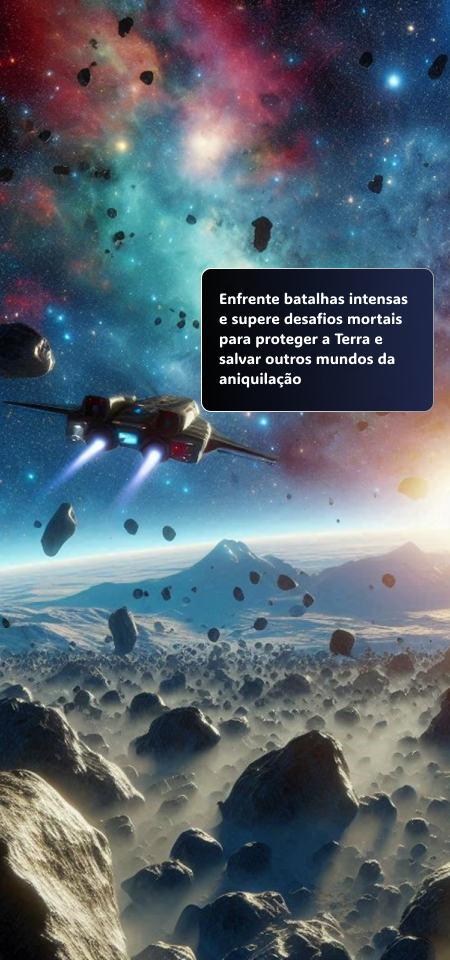 Enfrente batalhas intensas
e supere desafios mortais
para proteger a Terra e
salvar outros mundos da
aniquilação